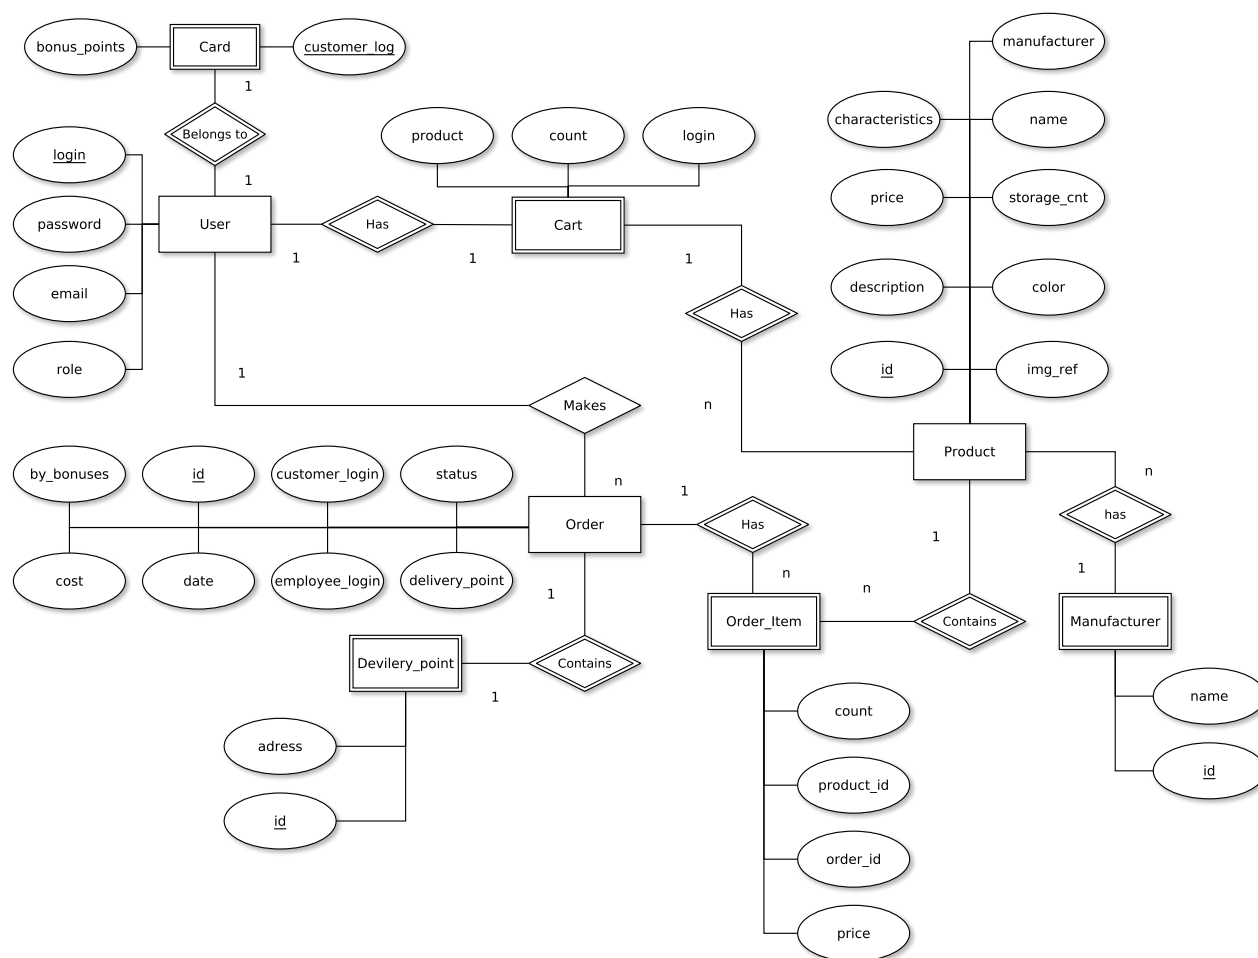 manufacturer
bonus_points
Card
customer_log
1
characteristics
name
Belongs to
product
count
login
login
1
price
storage_cnt
password
User
Has
Cart
1
1
1
description
color
email
Has
role
1
id
img_ref
Makes
n
Product
n
by_bonuses
id
customer_login
status
n
1
Order
Has
has
1
cost
date
employee_login
delivery_point
1
n
n
1
Order_Item
Contains
Manufacturer
Devilery_point
Contains
1
name
count
adress
id
product_id
id
order_id
price